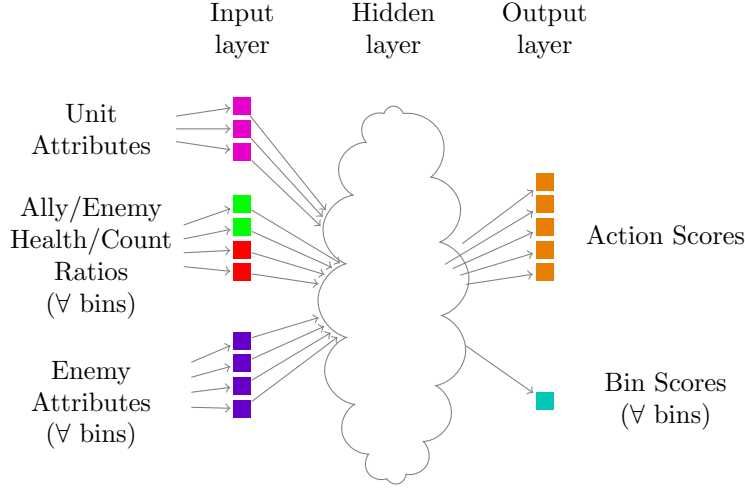 Input
layer
Hidden
layer
Output
layer
Unit
Attributes
Ally/Enemy
Health/Count
Ratios
(∀ bins)
Enemy
Attributes
(∀ bins)
Action Scores
Bin Scores
(∀ bins)